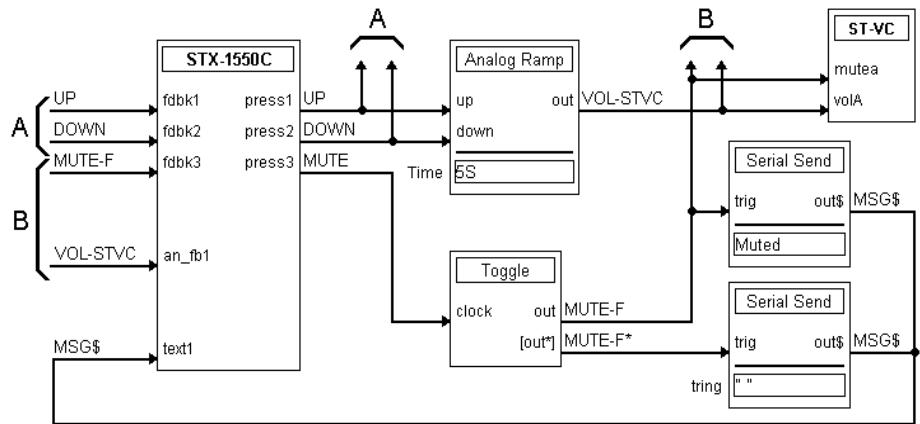 A
B
STX-1550C
Analog Ramp
ST-VC
mutea
UP
fdbk1
press1
UP
up
out
VOL-STVC
volA
A
DOWN
fdbk2
press2
DOWN
down
MUTE-F
fdbk3
press3
MUTE
Time
5S
Serial Send
B
trig
out$
MSG$
Muted
VOL-STVC
an_fb1
Toggle
Serial Send
clock
out
MUTE-F
[out*]
MUTE-F*
trig
out$
MSG$
MSG$
text1
tring
" "